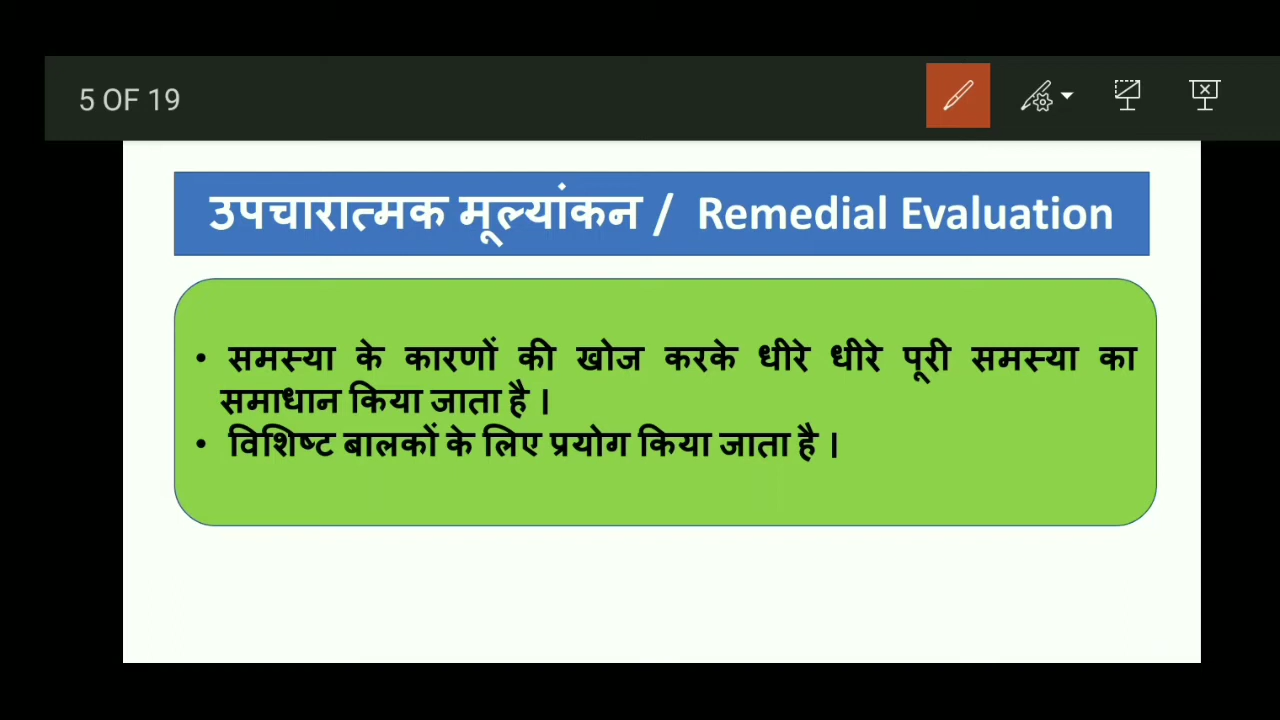 5 OF 19
उपचारात्मक मूल्यांकन / Remedial Evaluation
• समस्या के कारणों की खोज करके धीरे धीरे पूरी समस्या का
समाधान किया जाता है ।
• विशिष्ट बालकों के लिए प्रयोग किया जाता है ।